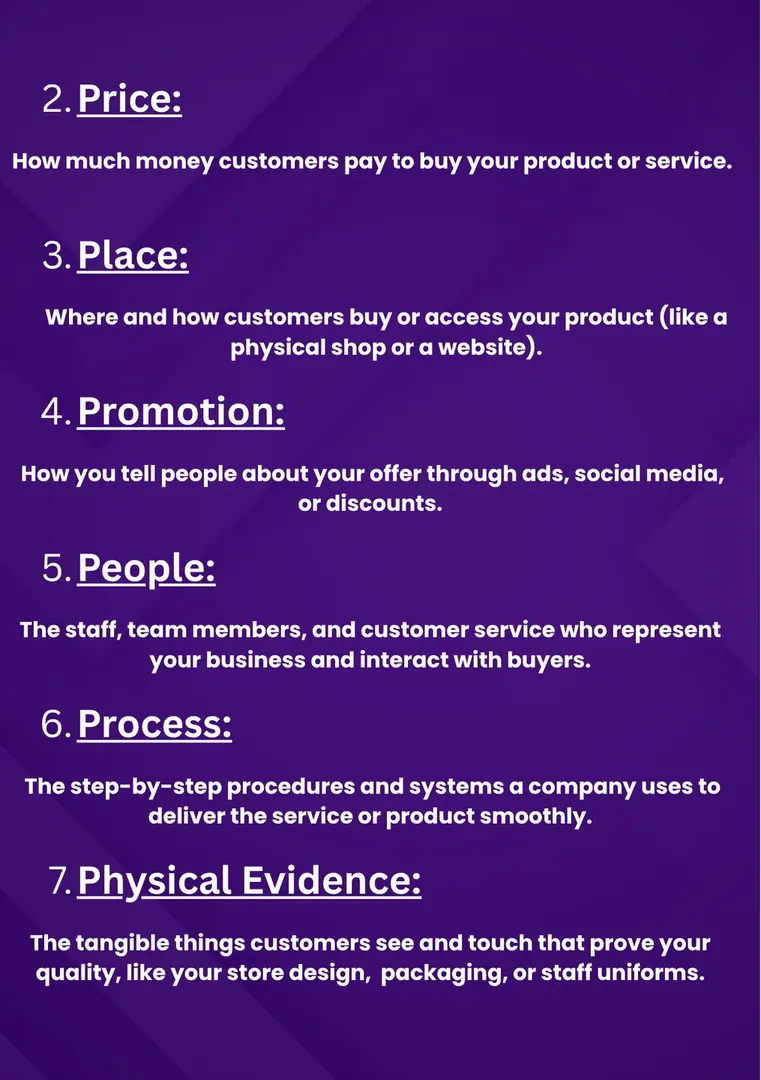 2. Price:
How much money customers pay to buy your product or service.
3. Place:
Where and how customers buy or access your product (like a
physical shop or a website).
4. Promotion:
How you tell people about your offer through ads, social media,
or discounts.
5. People:
The staff, team members, and customer service who represent
your business and interact with buyers.
6. Process:
The step-by-step procedures and systems a company uses to
deliver the service or product smoothly.
7. Physical Evidence:
The tangible things customers see and touch that prove your
quality, like your store design,  packaging, or staff uniforms.